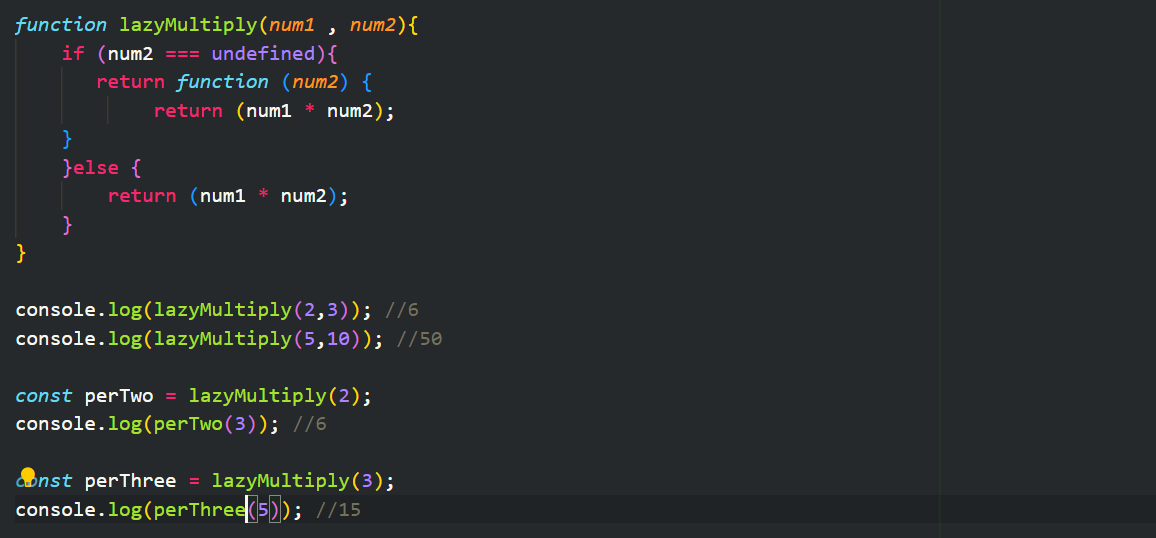 function lazyMultiply(num1 , num2){
    if (num2 === undefined){
       return function (num2) {
            return (num1 * num2);
    }
    }else {
        return (num1 * num2);
    }
}

console.log(lazyMultiply(2,3)); //6
console.log(lazyMultiply(5,10)); //50

const perTwo = lazyMultiply(2);
console.log(perTwo(3)); //6

const perThree = lazyMultiply(3);
console.log(perThree(5)); //15